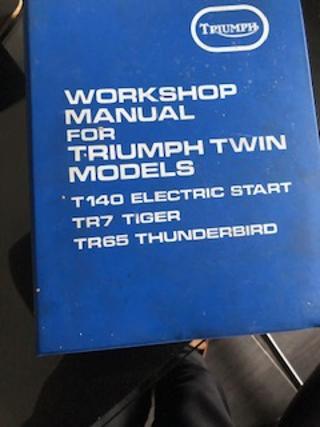 TRIUMPH
WORKSHOP
MANUAL
FOR
TRIUMPH TWIN
MODELS
T140 ELECTRIC START
TR7 TIGER
TR65 THUNDERBIRD